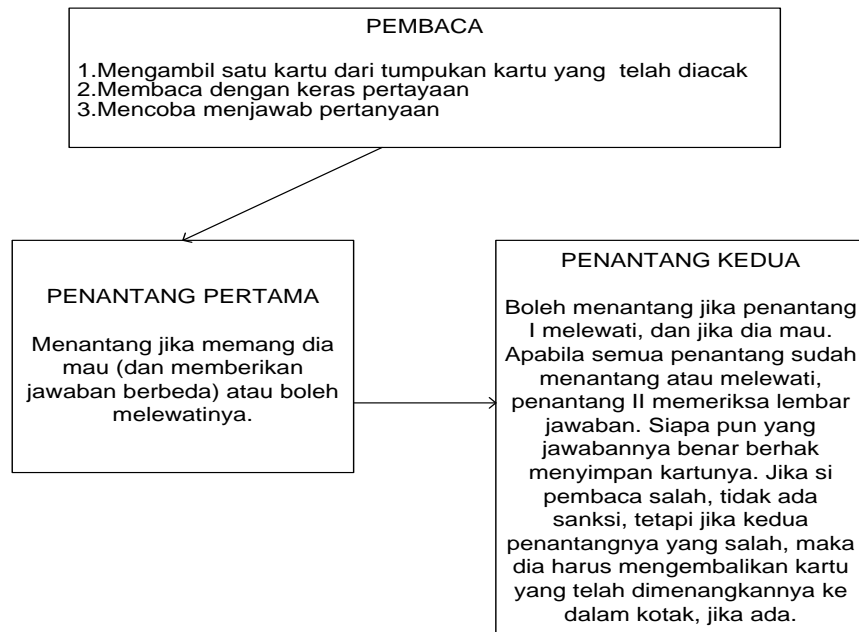 PEMBACA
1.Mengambil satu kartu dari tumpukan kartu yang  telah diacak
2.Membaca dengan keras pertayaan
3.Mencoba menjawab pertanyaan
PENANTANG PERTAMA
Menantang jika memang dia
mau (dan memberikan
jawaban berbeda) atau boleh
melewatinya.
PENANTANG KEDUA
Boleh menantang jika penantang
I melewati, dan jika dia mau.
Apabila semua penantang sudah
menantang atau melewati,
penantang II memeriksa lembar
jawaban. Siapa pun yang
jawabannya benar berhak
menyimpan kartunya. Jika si
pembaca salah, tidak ada
sanksi, tetapi jika kedua
penantangnya yang salah, maka
dia harus mengembalikan kartu
yang telah dimenangkannya ke
dalam kotak, jika ada.